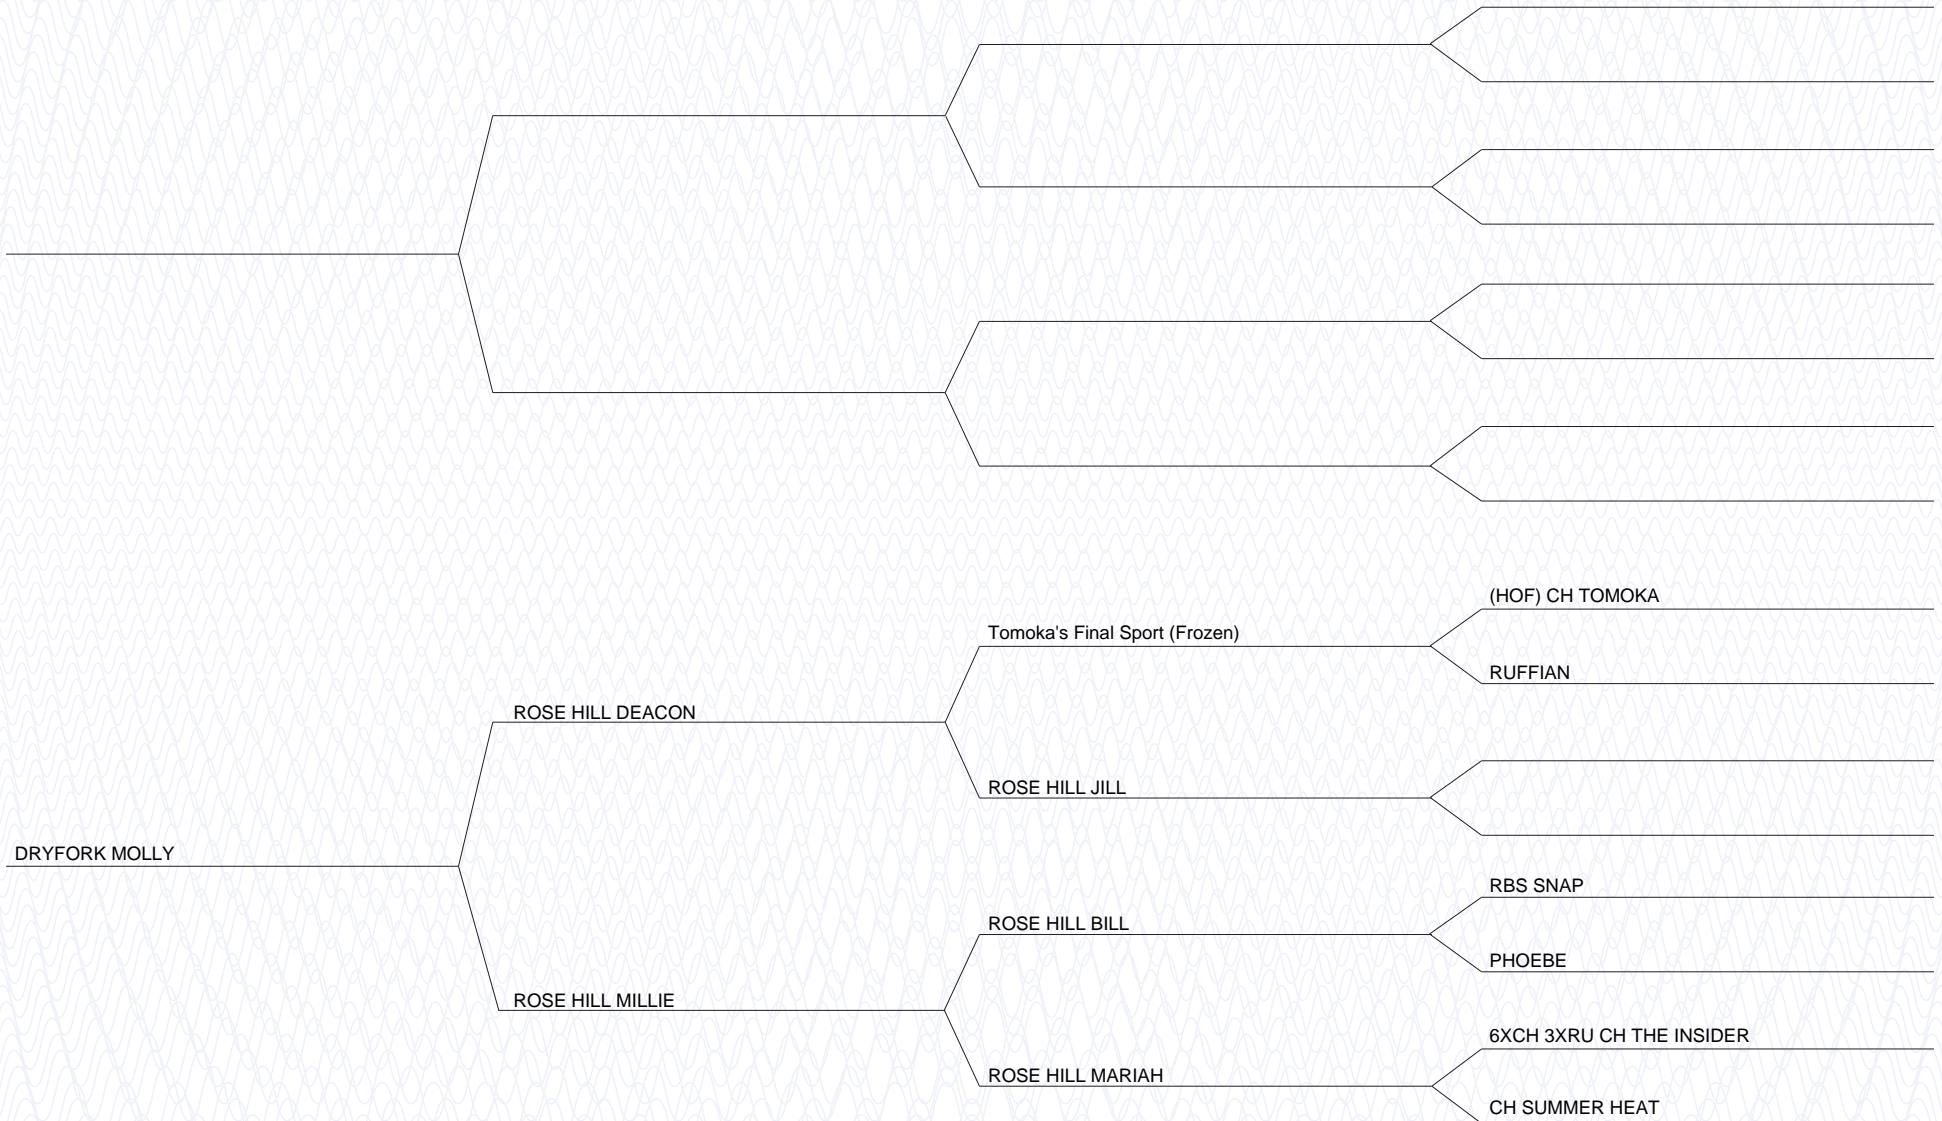 (HOF) CH TOMOKA
Tomoka's Final Sport (Frozen)
RUFFIAN
ROSE HILL DEACON
ROSE HILL JILL
DRYFORK MOLLY
RBS SNAP
ROSE HILL BILL
PHOEBE
ROSE HILL MILLIE
6XCH 3XRU CH THE INSIDER
ROSE HILL MARIAH
CH SUMMER HEAT